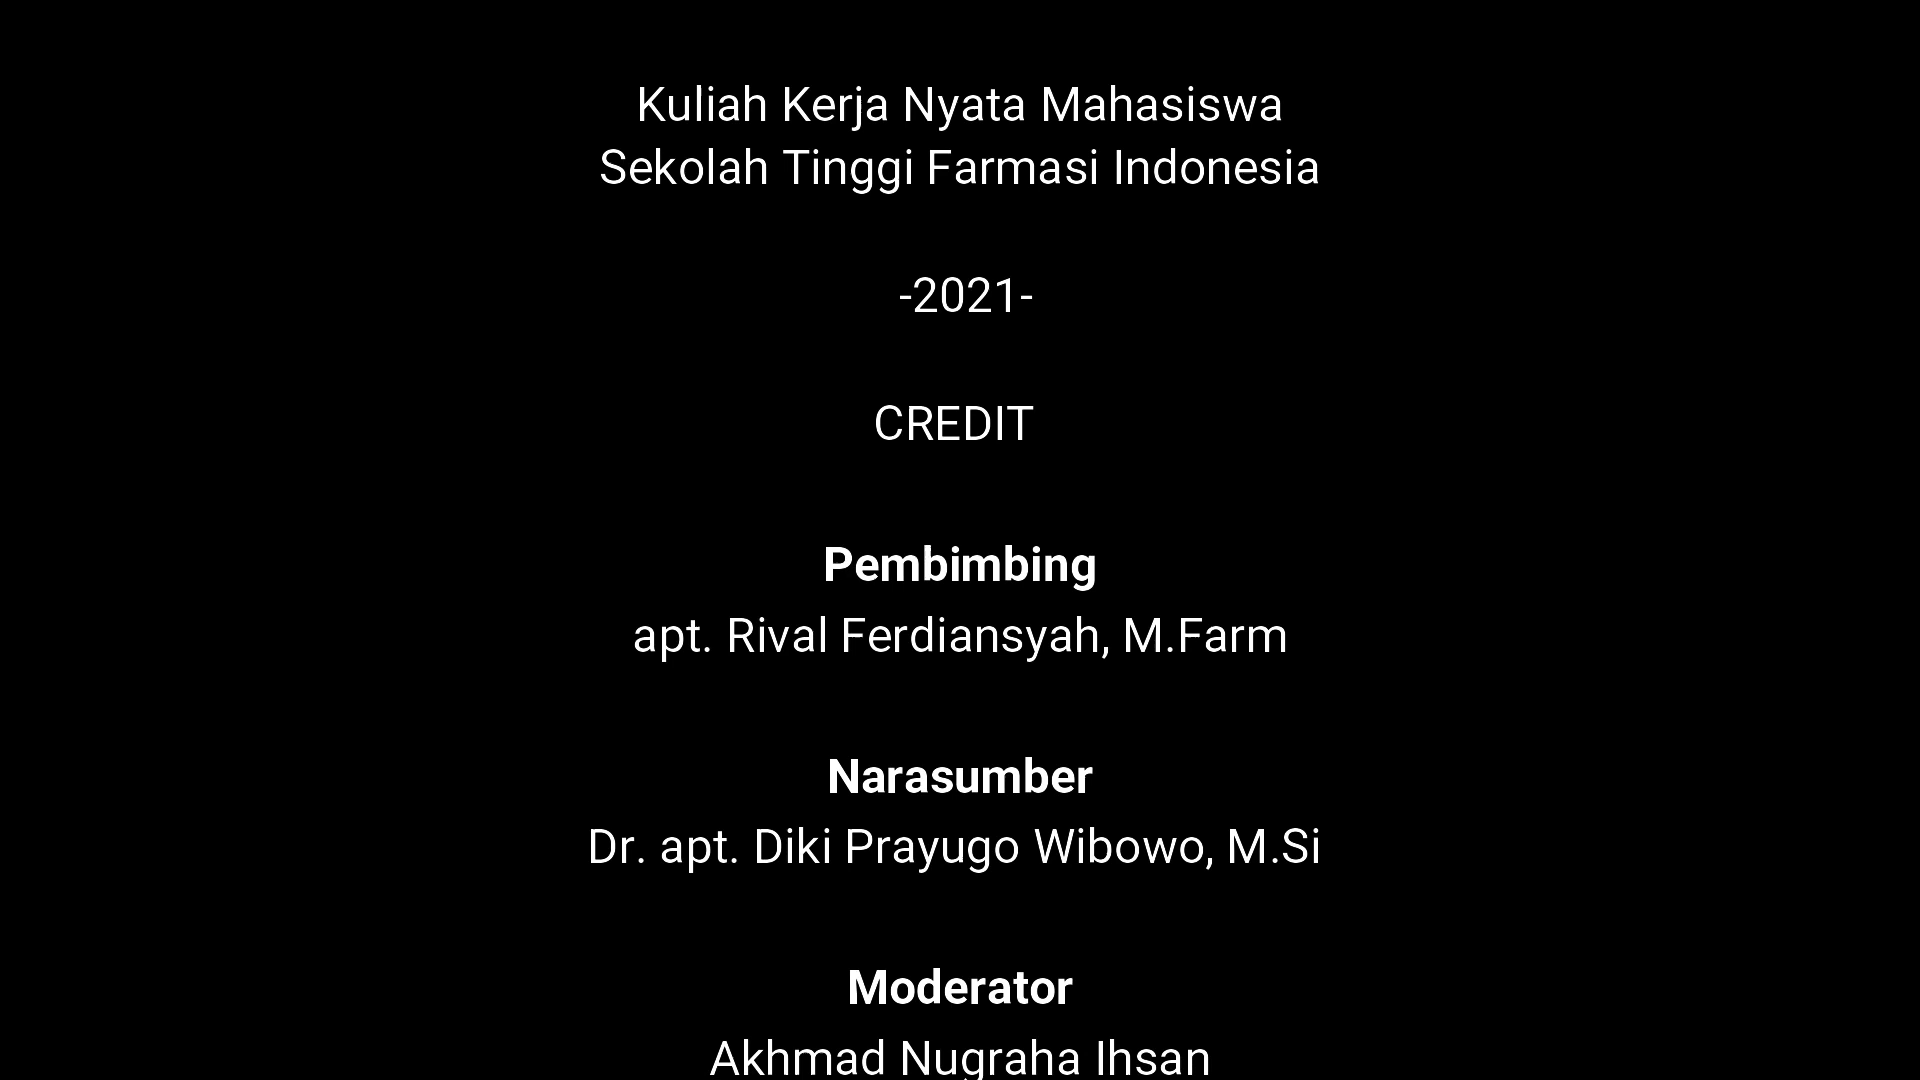 Kuliah Kerja Nyata Mahasiswa
Sekolah Tinggi Farmasi Indonesia
-2021-
CREDIT
Pembimbing
apt. Rival Ferdiansyah, M.Farm
Narasumber
Dr. apt. Diki Prayugo Wibowo, M.Si
Moderator
Akhmad Nugraha Ihsan